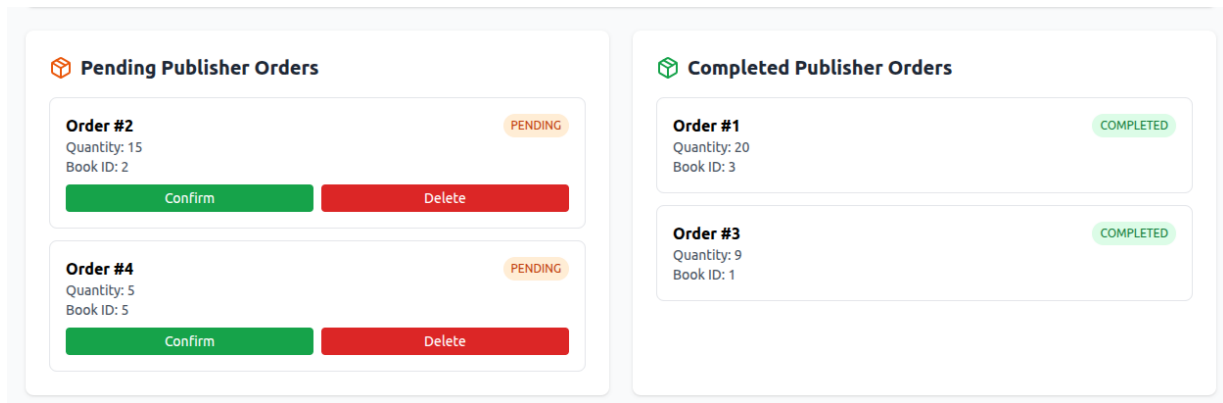 Pending Publisher Orders
Order #2
PENDING
Quantity: 15
Book ID: 2
Confirm
Delete
Order #4
PENDING
Quantity: 5
Book ID: 5
Confirm
Delete
Completed Publisher Orders
Order #1
COMPLETED
Quantity: 20
Book ID: 3
Order #3
COMPLETED
Quantity: 9
Book ID: 1